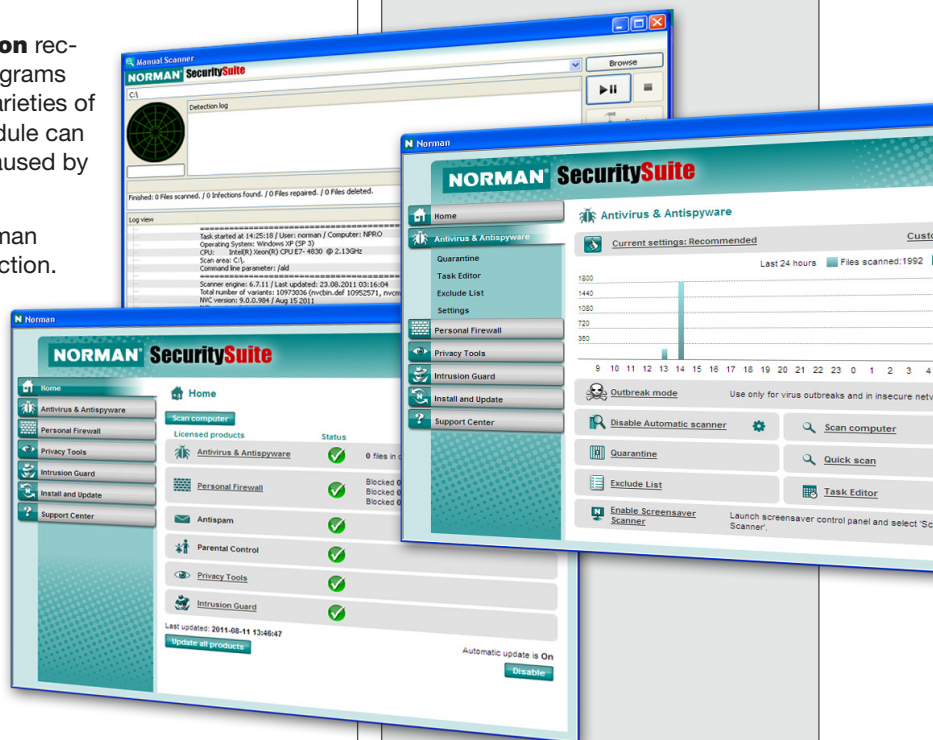 on rec-
grams
arieties of
dule can
aused by
man
ction.
Manual Scanner
NORMAN SecuritySuite
C:\
Browse
Detection log
Finished: 0 Files scanned. / 0 Infections found. / 0 Files repaired. / 0 Files deleted.
Log view
Task started at 14:25:18 / User: norman / Computer: NPRO
Operating System: Windows XP (SP 3)
CPU: Intel(R) Xeon(R) CPU E7- 4830 @ 2.13GHz
Scan area: C:\.
Command line parameter: /ald
Scanner engine: 6.7.11 / Last updated: 23.08.2011 03:16:04
Total number of variants: 10973036 (nvcbin.def 10952571, nvcm
NVC version: 9.0.0.984 / Aug 15 2011
N Norman
NORMAN SecuritySuite
Home
Antivirus & Antispyware
Quarantine
Task Editor
Exclude List
Settings
Personal Firewall
Privacy Tools
Intrusion Guard
Install and Update
Support Center
Antivirus & Antispyware
Current settings: Recommended
Custo
Last 24 hours Files scanned:1992
1800
1440
1080
720
360
9 10 11 12 13 14 15 16 17 18 19 20 21 22 23 0 1 2 3 4
Outbreak mode
Use only for virus outbreaks and in insecure netw
Disable Automatic scanner
Scan computer
Quarantine
Quick scan
Exclude List
Task Editor
Enable Screensaver
Scanner
Launch screensaver control panel and select 'Sc
Scanner'.
N Norman
NORMAN SecuritySuite
Home
Antivirus & Antispyware
Personal Firewall
Privacy Tools
Intrusion Guard
Install and Update
Support Center
Home
Scan computer
Licensed products Status
Antivirus & Antispyware
0 files in
Personal Firewall
Blocked
Blocked
Blocked
Antispam
Parental Control
Privacy Tools
Intrusion Guard
Last updated: 2011-08-11 13:46:47
Update all products
Automatic update is On
Disable